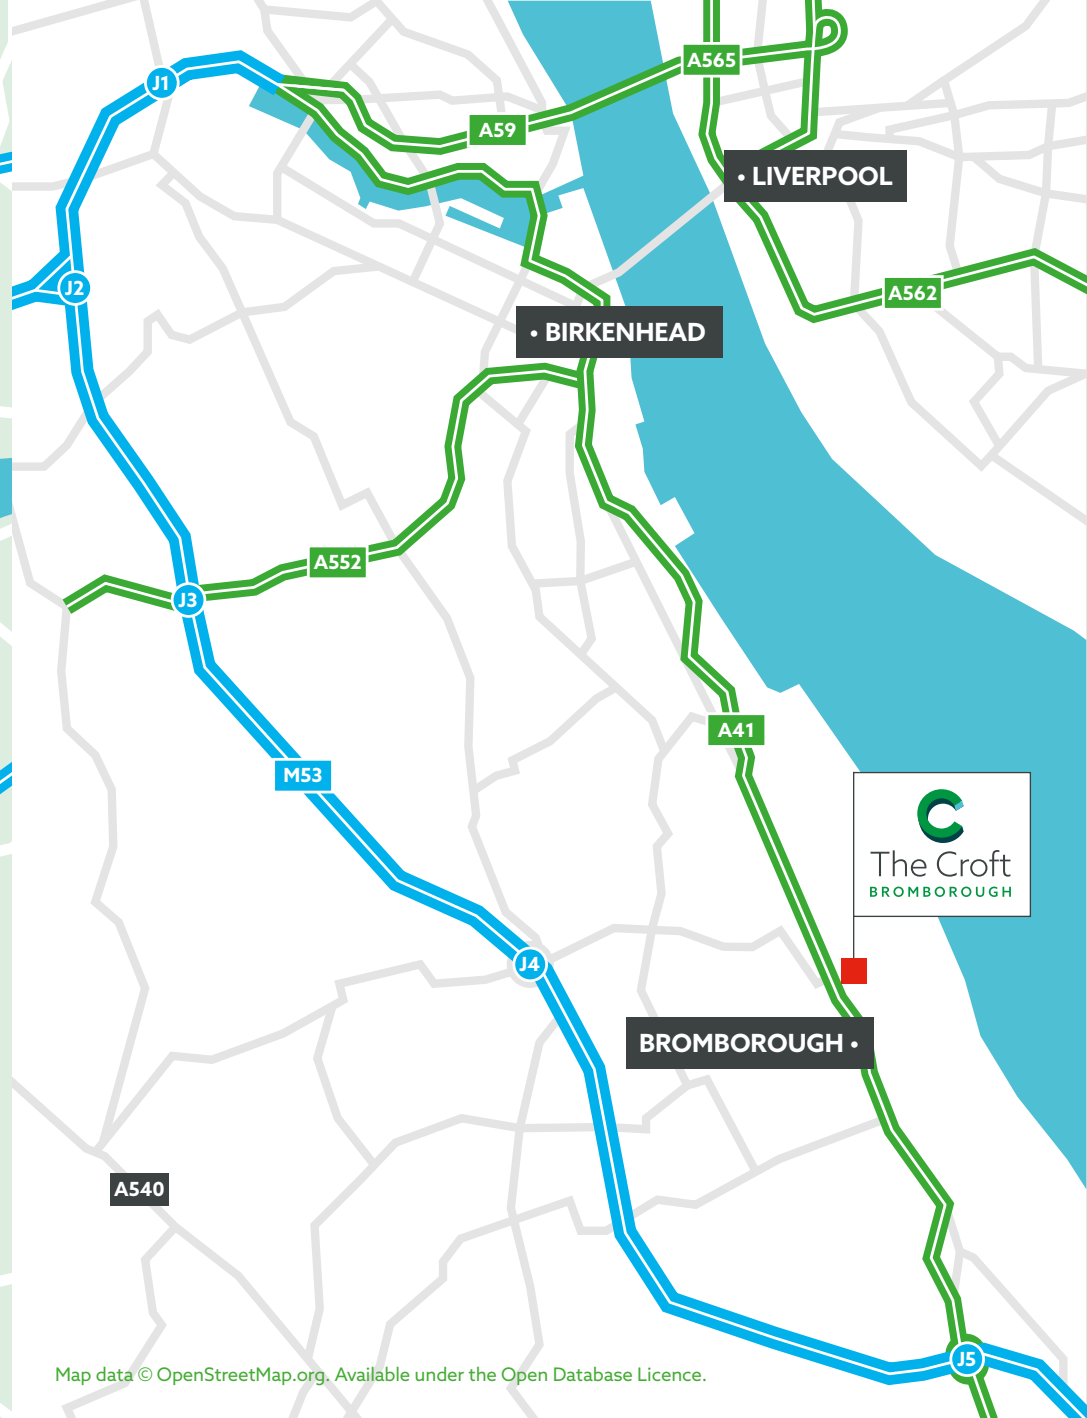 A565
J1
A59
• LIVERPOOL
J2
A562
• BIRKENHEAD
A552
J3
A41
M53
The Croft
BROMBOROUGH
J4
BROMBOROUGH •
A540
J5
Map data © OpenStreetMap.org. Available under the Open Database Licence.